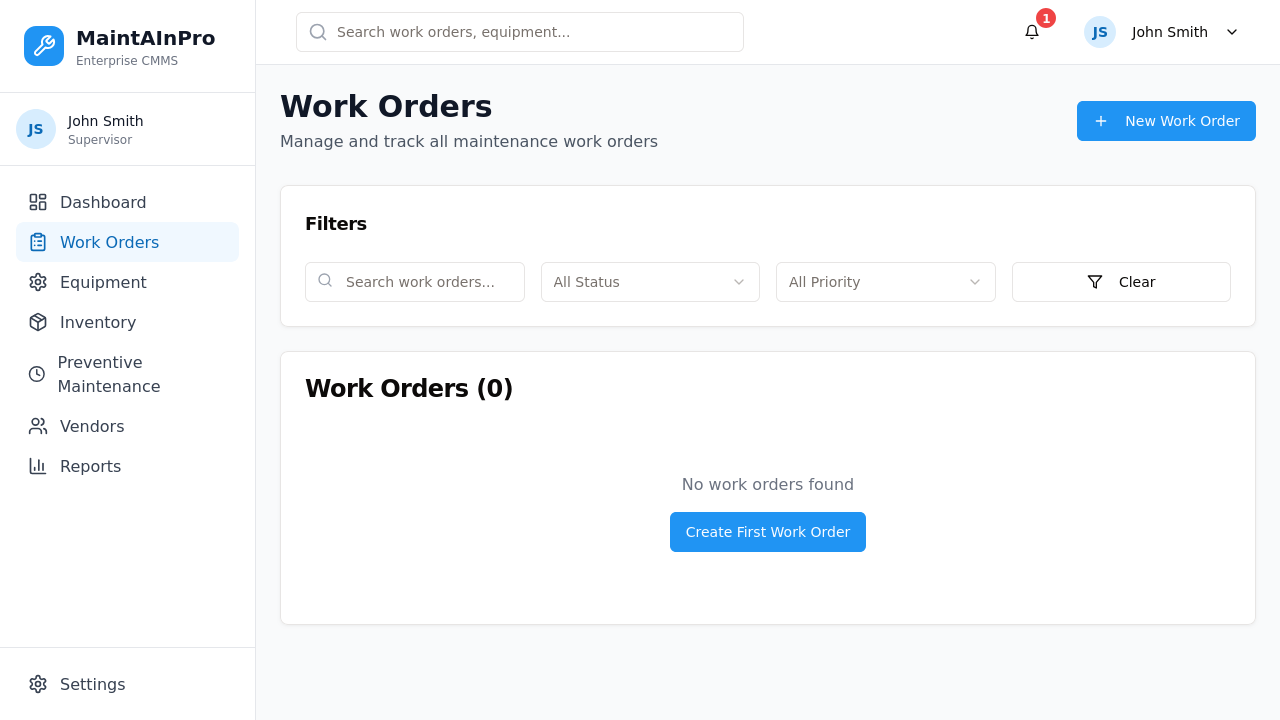 MaintAInPro
Enterprise CMMS
JS
John Smith
Supervisor
Dashboard
Work Orders
Equipment
Inventory
Preventive
Maintenance
Vendors
Reports
Settings
Search work orders, equipment...
1
JS
John Smith
Work Orders
Manage and track all maintenance work orders
New Work Order
Filters
Search work orders...
All Status
All Priority
Clear
Work Orders (0)
No work orders found
Create First Work Order